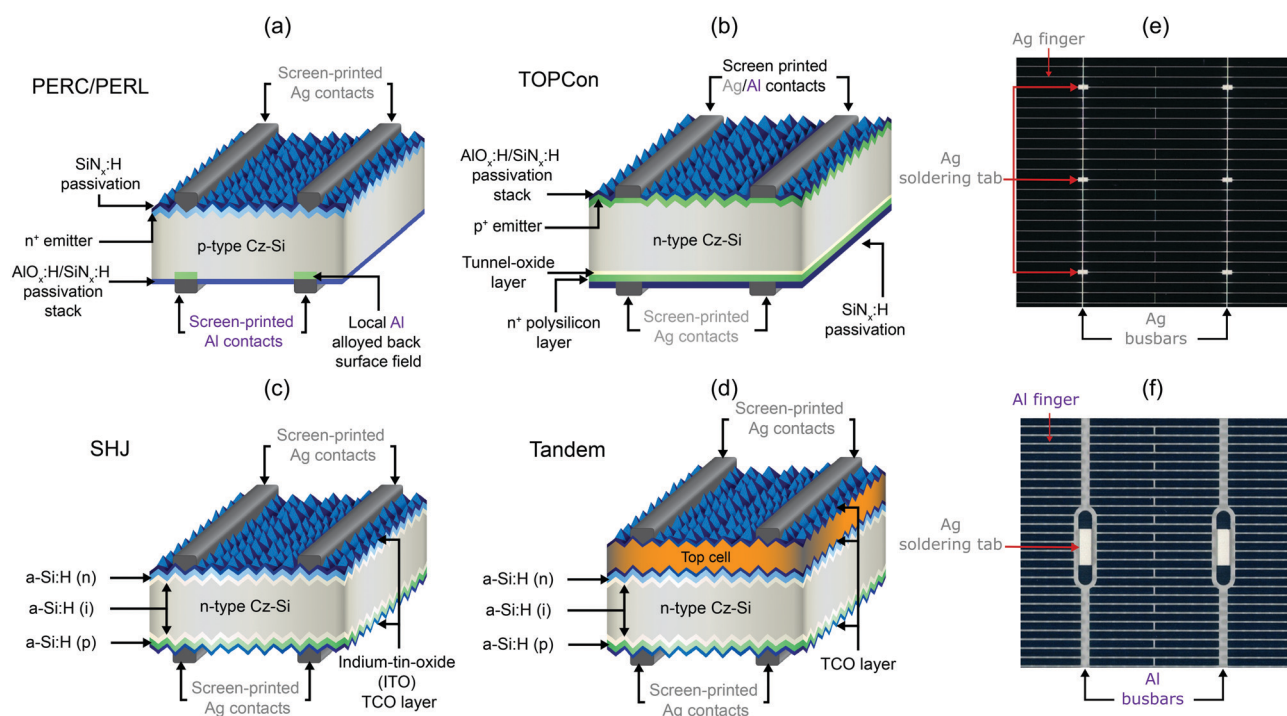 (a)
PERC/PERL
Screen-printed
Ag contacts
SiNₓ:H
passivation
n⁺ emitter
p-type Cz-Si
AlOₓ:H/SiNₓ:H
passivation
stack
Screen-printed
Al contacts
Local Al
alloyed back
surface field
(b)
TOPCon
Screen printed
Ag/Al contacts
AlOₓ:H/SiNₓ:H
passivation
stack
p⁺ emitter
n-type Cz-Si
Tunnel-oxide
layer
n⁺ polysilicon
layer
Screen-printed
Ag contacts
SiNₓ:H
passivation
(e)
Ag finger
Ag
soldering tab
Ag
busbars
(c)
SHJ
Screen-printed
Ag contacts
a-Si:H (n)
a-Si:H (i)
a-Si:H (p)
n-type Cz-Si
Screen-printed
Ag contacts
Indium-tin-oxide
(ITO)
TCO layer
(d)
Tandem
Screen-printed
Ag contacts
Top cell
a-Si:H (n)
a-Si:H (i)
a-Si:H (p)
n-type Cz-Si
TCO layer
Screen-printed
Ag contacts
(f)
Al finger
Ag
soldering tab
Al
busbars